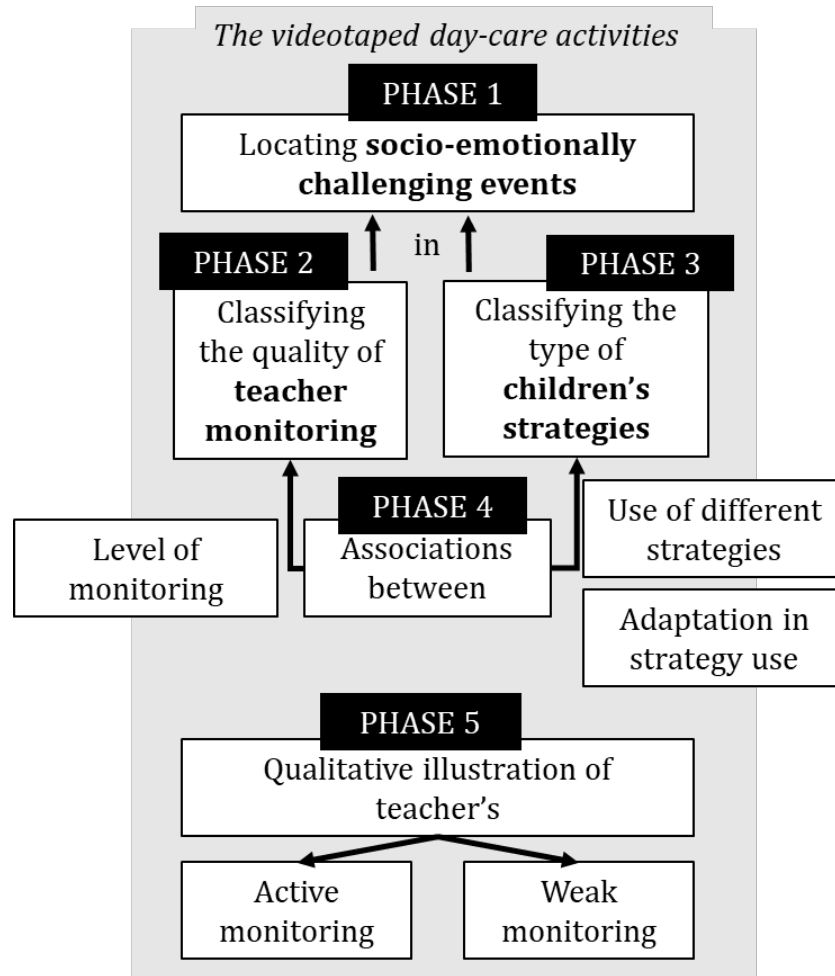 The videotaped day-care activities
PHASE 1
Locating socio-emotionally
challenging events
in
PHASE 2
Classifying
the quality of
teacher
monitoring
PHASE 3
Classifying the
type of
children’s
strategies
PHASE 4
Associations
between
Level of
monitoring
Use of different
strategies
Adaptation in
strategy use
PHASE 5
Qualitative illustration of
teacher’s
Active
monitoring
Weak
monitoring